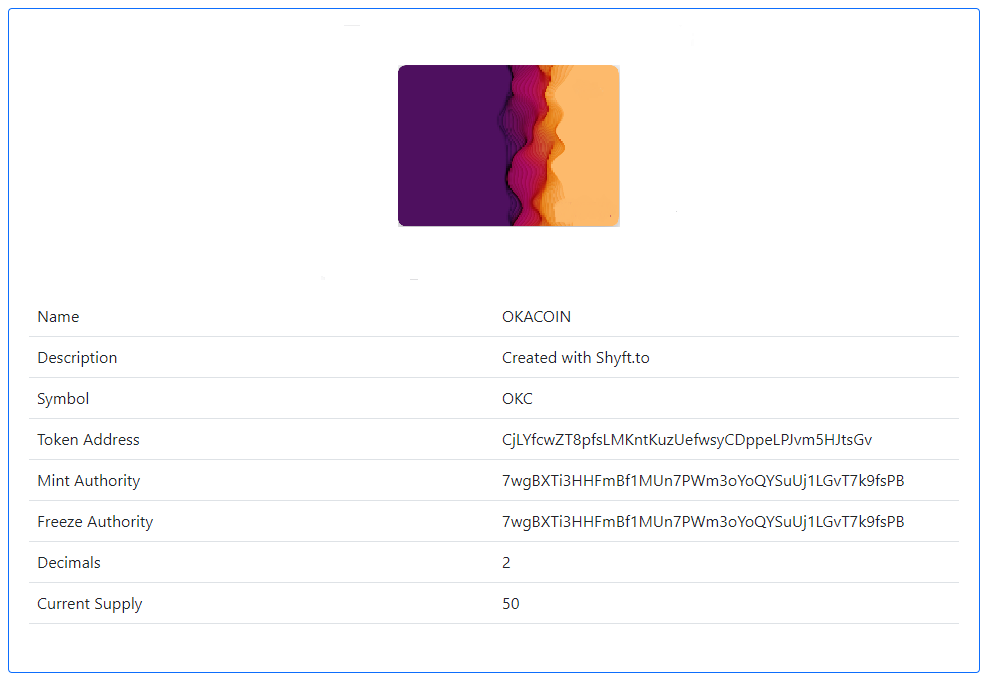 Name OKACOIN
Description Created with Shyft.to
Symbol OKC
Token Address CjLYfcwZT8pfsLMKntKuzUefwsyCDppeLPJvm5HJtsGv
Mint Authority 7wgBXTi3HHFmBf1MUn7PWm3oYoQYSuUj1LGvT7k9fsPB
Freeze Authority 7wgBXTi3HHFmBf1MUn7PWm3oYoQYSuUj1LGvT7k9fsPB
Decimals 2
Current Supply 50